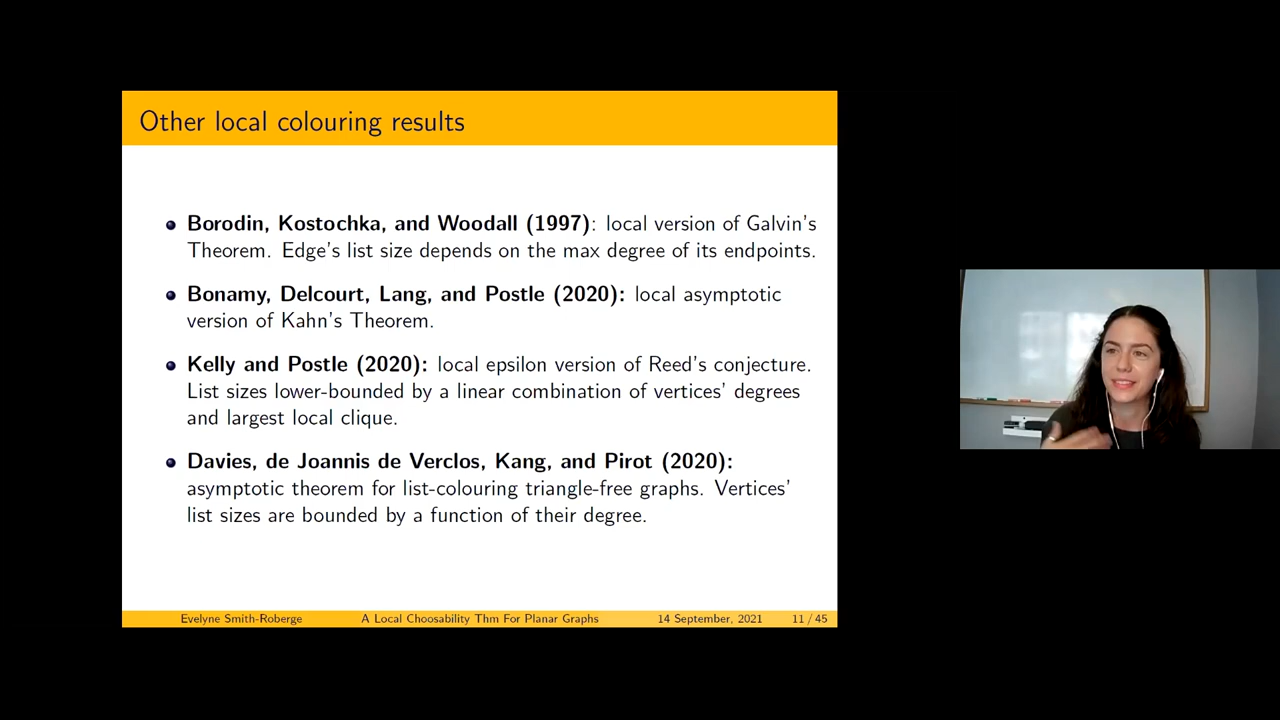 Other local colouring results
Borodin, Kostochka, and Woodall (1997): local version of Galvin's
Theorem. Edge's list size depends on the max degree of its endpoints.
Bonamy, Delcourt, Lang, and Postle (2020): local asymptotic
version of Kahn's Theorem.
Kelly and Postle (2020): local epsilon version of Reed's conjecture.
List sizes lower-bounded by a linear combination of vertices' degrees
and largest local clique.
Davies, de Joannis de Verclos, Kang, and Pirot (2020):
asymptotic theorem for list-colouring triangle-free graphs. Vertices'
list sizes are bounded by a function of their degree.
Evelyne Smith-Roberge A Local Choosability Thm For Planar Graphs 14 September, 2021 11 / 45